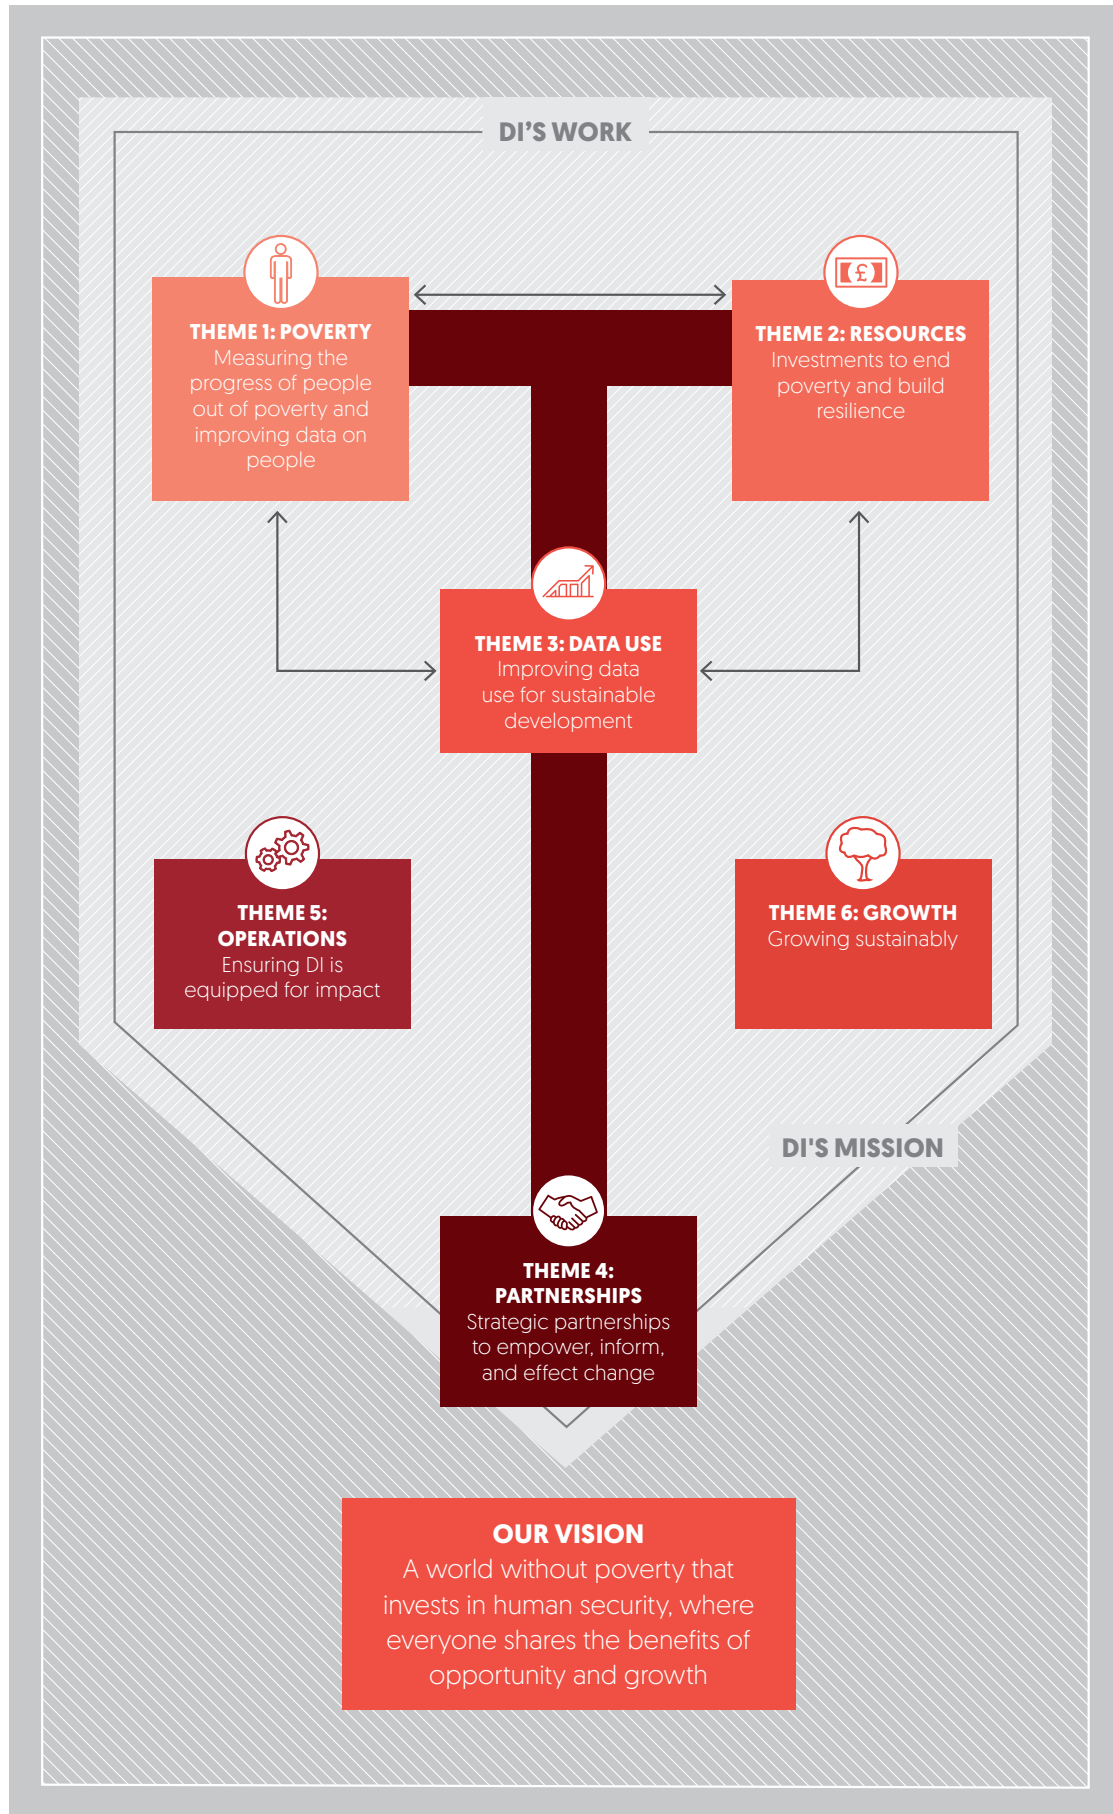 DI'S WORK
THEME 1: POVERTY
Measuring the
progress of people
out of poverty and
improving data on
people
£
THEME 2: RESOURCES
Investments to end
poverty and build
resilience
THEME 3: DATA USE
Improving data
use for sustainable
development
THEME 5:
OPERATIONS
Ensuring DI is
equipped for impact
THEME 6: GROWTH
Growing sustainably
DI'S MISSION
THEME 4:
PARTNERSHIPS
Strategic partnerships
to empower, inform,
and effect change
OUR VISION
A world without poverty that
invests in human security, where
everyone shares the benefits of
opportunity and growth